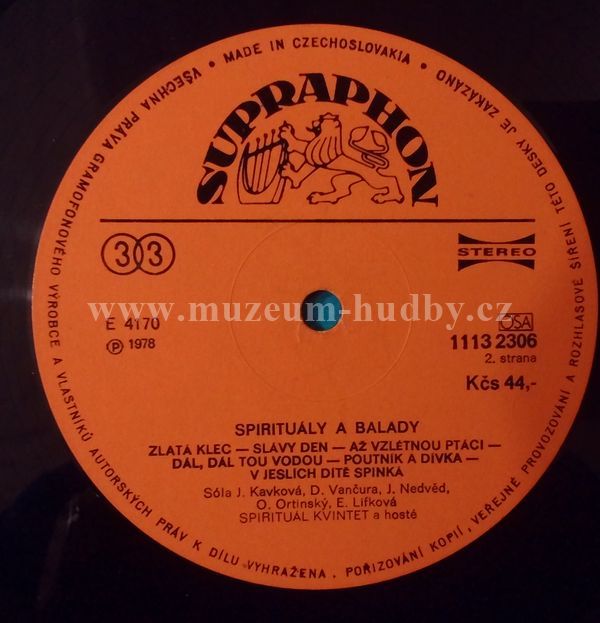 VŠECHNA PRÁVA GRAMOFONOVÉHO VÝROBCE A VLASTNÍKŮ AUTORSKÝCH PRÁV K DÍLU VYHRAŽENA. POŘIZOVÁNÍ KOPIÍ, VEŘEJNÉ PROVOZOVÁNÍ A ROZHLASOVÉ ŠÍŘENÍ TÉTO DESKY JE ZAKÁZÁNO • MADE IN CZECHOSLOVAKIA •
SUPRAPHON
33
STEREO
www.muzeum-hudby.cz
E 4170
OSA
℗ 1978
1113 2306
2. strana
Kčs 44,-
SPIRITUÁLY A BALADY
ZLATÁ KLEC — SLÁVY DEN — AŽ VZLÉTNOU PTÁCI —
DÁL, DÁL TOU VODOU — POUTNÍK A DÍVKA —
V JESLÍCH DÍTĚ SPINKÁ
Sóla J. Kavková, D. Vančura, J. Nedvěd,
O. Ortinský, E. Lifková
SPIRITUÁL KVINTET a hosté